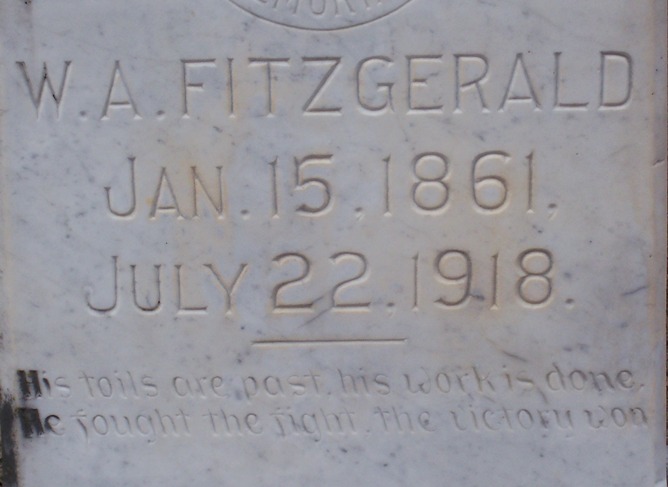 W. A. FITZGERALD
JAN. 15, 1861,
JULY 22, 1918.
His toils are past, his work is done,
He fought the fight, the victory won